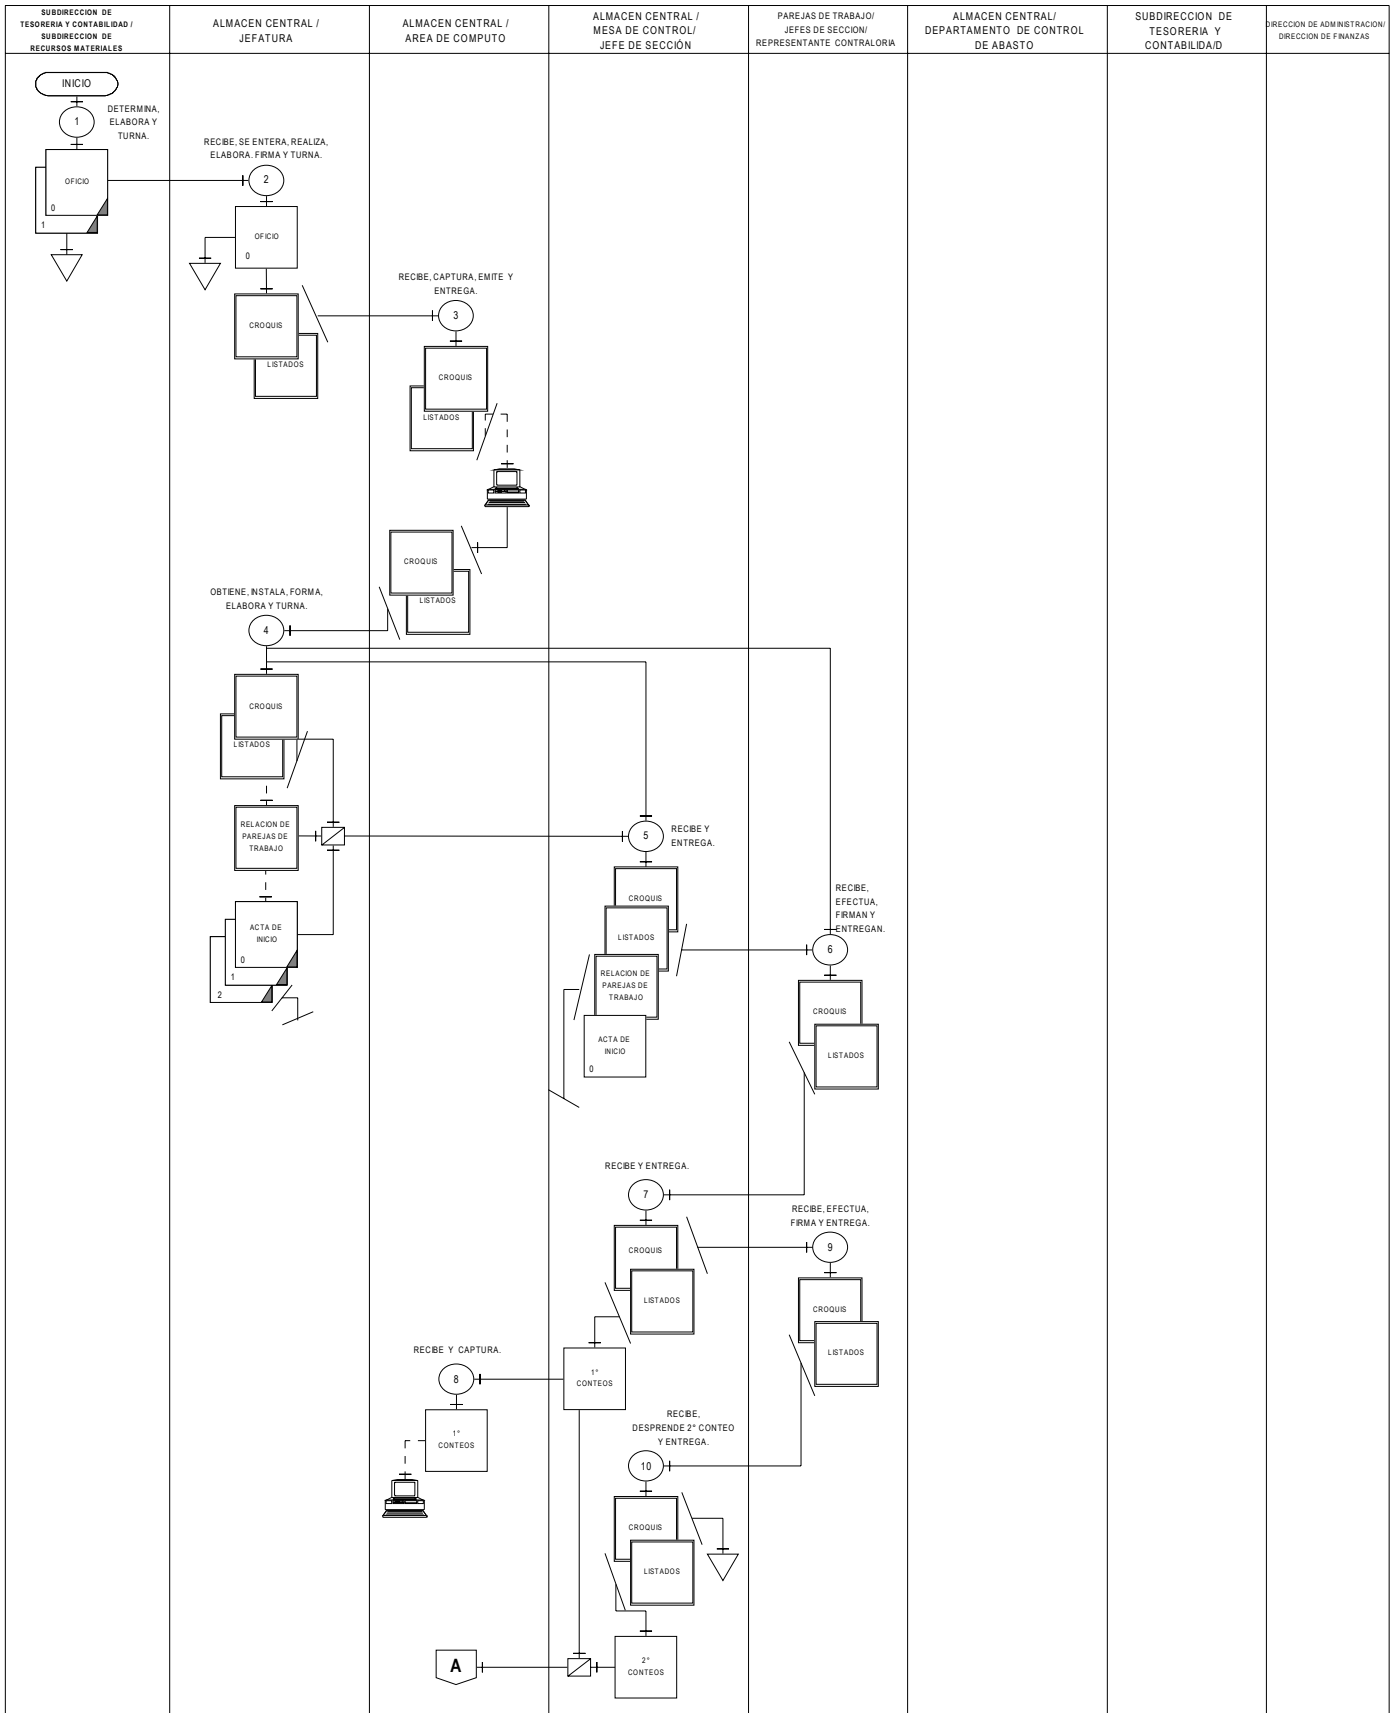 SUBDIRECCION DE
TESORERIA Y CONTABILIDAD /
SUBDIRECCION DE
RECURSOS MATERIALES
ALMACEN CENTRAL /
JEFATURA
ALMACEN CENTRAL /
AREA DE COMPUTO
ALMACEN CENTRAL /
MESA DE CONTROL/
JEFE DE SECCIÓN
PAREJAS DE TRABAJO/
JEFES DE SECCION/
REPRESENTANTE CONTRALORIA
ALMACEN CENTRAL/
DEPARTAMENTO DE CONTROL
DE ABASTO
SUBDIRECCION DE
TESORERIA Y
CONTABILIDA/D
DIRECCION DE ADMINISTRACION/
DIRECCION DE FINANZAS
INICIO
1
DETERMINA,
ELABORA Y
TURNA.
OFICIO
0
1
RECIBE, SE ENTERA, REALIZA,
ELABORA. FIRMA Y TURNA.
2
OFICIO
0
CROQUIS
LISTADOS
RECIBE, CAPTURA, EMITE Y
ENTREGA.
3
CROQUIS
LISTADOS
CROQUIS
LISTADOS
OBTIENE, INSTALA, FORMA,
ELABORA Y TURNA.
4
CROQUIS
LISTADOS
RELACION DE
PAREJAS DE
TRABAJO
ACTA DE
INICIO
0
1
2
5
RECIBE Y
ENTREGA.
CROQUIS
LISTADOS
RELACION DE
PAREJAS DE
TRABAJO
ACTA DE
INICIO
0
RECIBE,
EFECTUA,
FIRMAN Y
ENTREGAN.
6
CROQUIS
LISTADOS
RECIBE Y ENTREGA.
7
CROQUIS
LISTADOS
1°
CONTEOS
RECIBE Y CAPTURA.
8
1°
CONTEOS
RECIBE, EFECTUA,
FIRMA Y ENTREGA.
9
CROQUIS
LISTADOS
RECIBE,
DESPRENDE 2° CONTEO
Y ENTREGA.
10
CROQUIS
LISTADOS
2°
CONTEOS
A